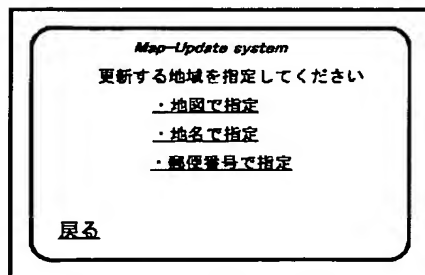 Map-Update system
更新する地域を指定してください
・地図で指定
・地名で指定
・郵便番号で指定
戻る